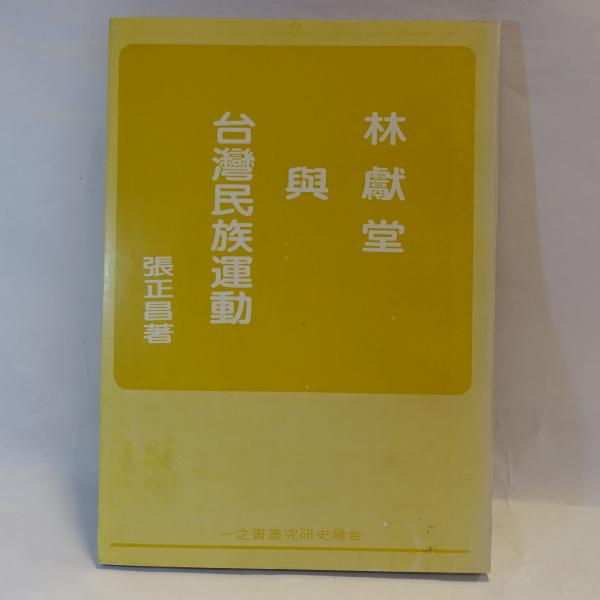 林獻堂
與
台灣民族運動
張正昌著
台灣史研究叢書之一